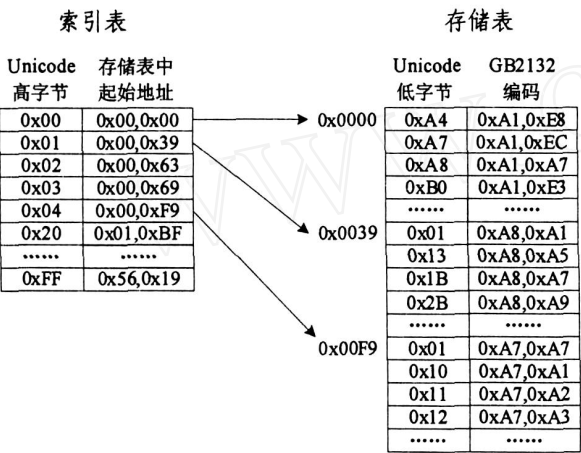 索引表
Unicode 高字节 存储表中 起始地址
0x00 0x00,0x00
0x01 0x00,0x39
0x02 0x00,0x63
0x03 0x00,0x69
0x04 0x00,0xF9
0x20 0x01,0xBF
...... ......
0xFF 0x56,0x19
存储表
Unicode 低字节 GB2132 编码
0x0000 0xA4 0xA1,0xE8
0xA7 0xA1,0xEC
0xA8 0xA1,0xA7
0xB0 0xA1,0xE3
...... ......
0x0039 0x01 0xA8,0xA1
0x13 0xA8,0xA5
0x1B 0xA8,0xA7
0x2B 0xA8,0xA9
...... ......
0x00F9 0x01 0xA7,0xA7
0x10 0xA7,0xA1
0x11 0xA7,0xA2
0x12 0xA7,0xA3
...... ......